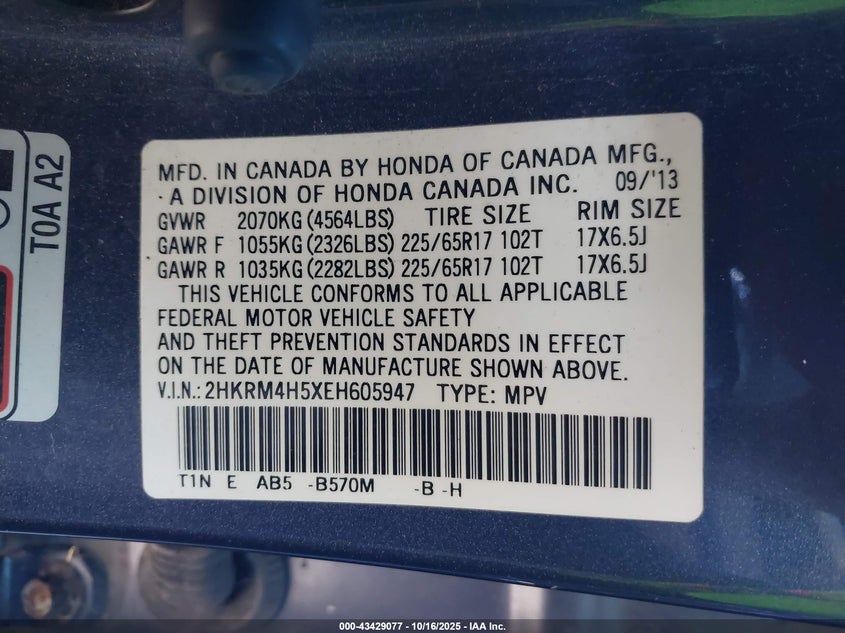 MFD. IN CANADA BY HONDA OF CANADA MFG.,
A DIVISION OF HONDA CANADA INC. 09/'13
GVWR 2070KG (4564LBS) TIRE SIZE RIM SIZE
GAWR F 1055KG (2326LBS) 225/65R17 102T 17X6.5J
GAWR R 1035KG (2282LBS) 225/65R17 102T 17X6.5J
THIS VEHICLE CONFORMS TO ALL APPLICABLE
FEDERAL MOTOR VEHICLE SAFETY
AND THEFT PREVENTION STANDARDS IN EFFECT
ON THE DATE OF MANUFACTURE SHOWN ABOVE.
V.I.N.: 2HKRM4H5XEH605947 TYPE: MPV
T1N E AB5 -B570M -B -H
T0A A2
000-43429077 - 10/16/2025 - IAA Inc.